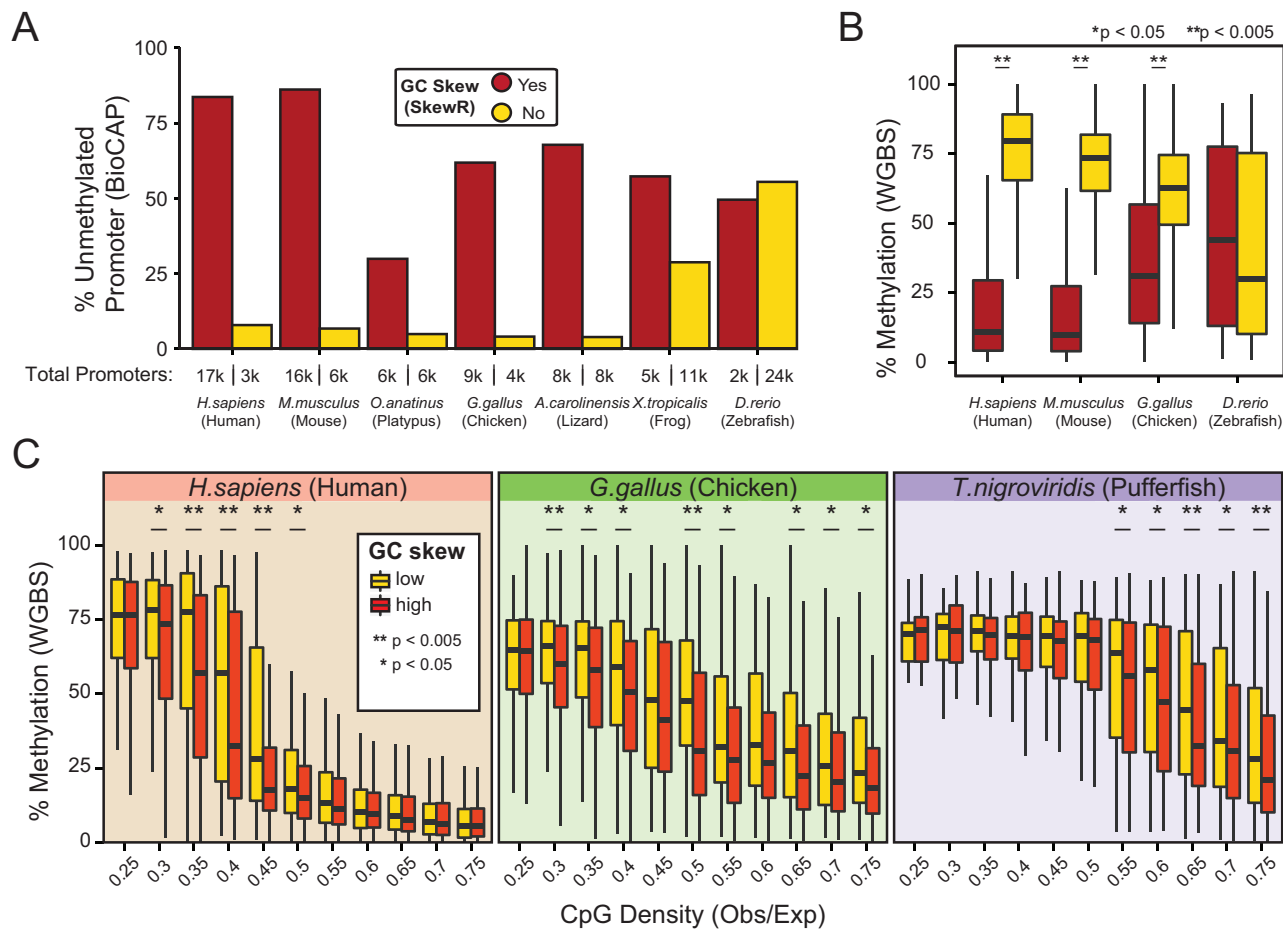 A
% Unmethylated
Promoter (BioCAP)
100
75
50
25
0
GC Skew
(SkewR)
Yes
No
Total Promoters: 17k | 3k 16k | 6k 6k | 6k 9k | 4k 8k | 8k 5k | 11k 2k | 24k
H.sapiens M.musculus O.anatinus G.gallus A.carolinensis X.tropicalis D.rerio
(Human) (Mouse) (Platypus) (Chicken) (Lizard) (Frog) (Zebrafish)
B
*p < 0.05 **p < 0.005
** ** **
% Methylation (WGBS)
100
75
50
25
0
H.sapiens M.musculus G.gallus D.rerio
(Human) (Mouse) (Chicken) (Zebrafish)
C
H.sapiens (Human) G.gallus (Chicken) T.nigroviridis (Pufferfish)
* ** ** ** * ** * * ** * * * * * * ** * **
% Methylation (WGBS)
100
75
50
25
0
GC skew
low
high
** p < 0.005
* p < 0.05
0.25 0.3 0.35 0.4 0.45 0.5 0.55 0.6 0.65 0.7 0.75 0.25 0.3 0.35 0.4 0.45 0.5 0.55 0.6 0.65 0.7 0.75 0.25 0.3 0.35 0.4 0.45 0.5 0.55 0.6 0.65 0.7 0.75
CpG Density (Obs/Exp)